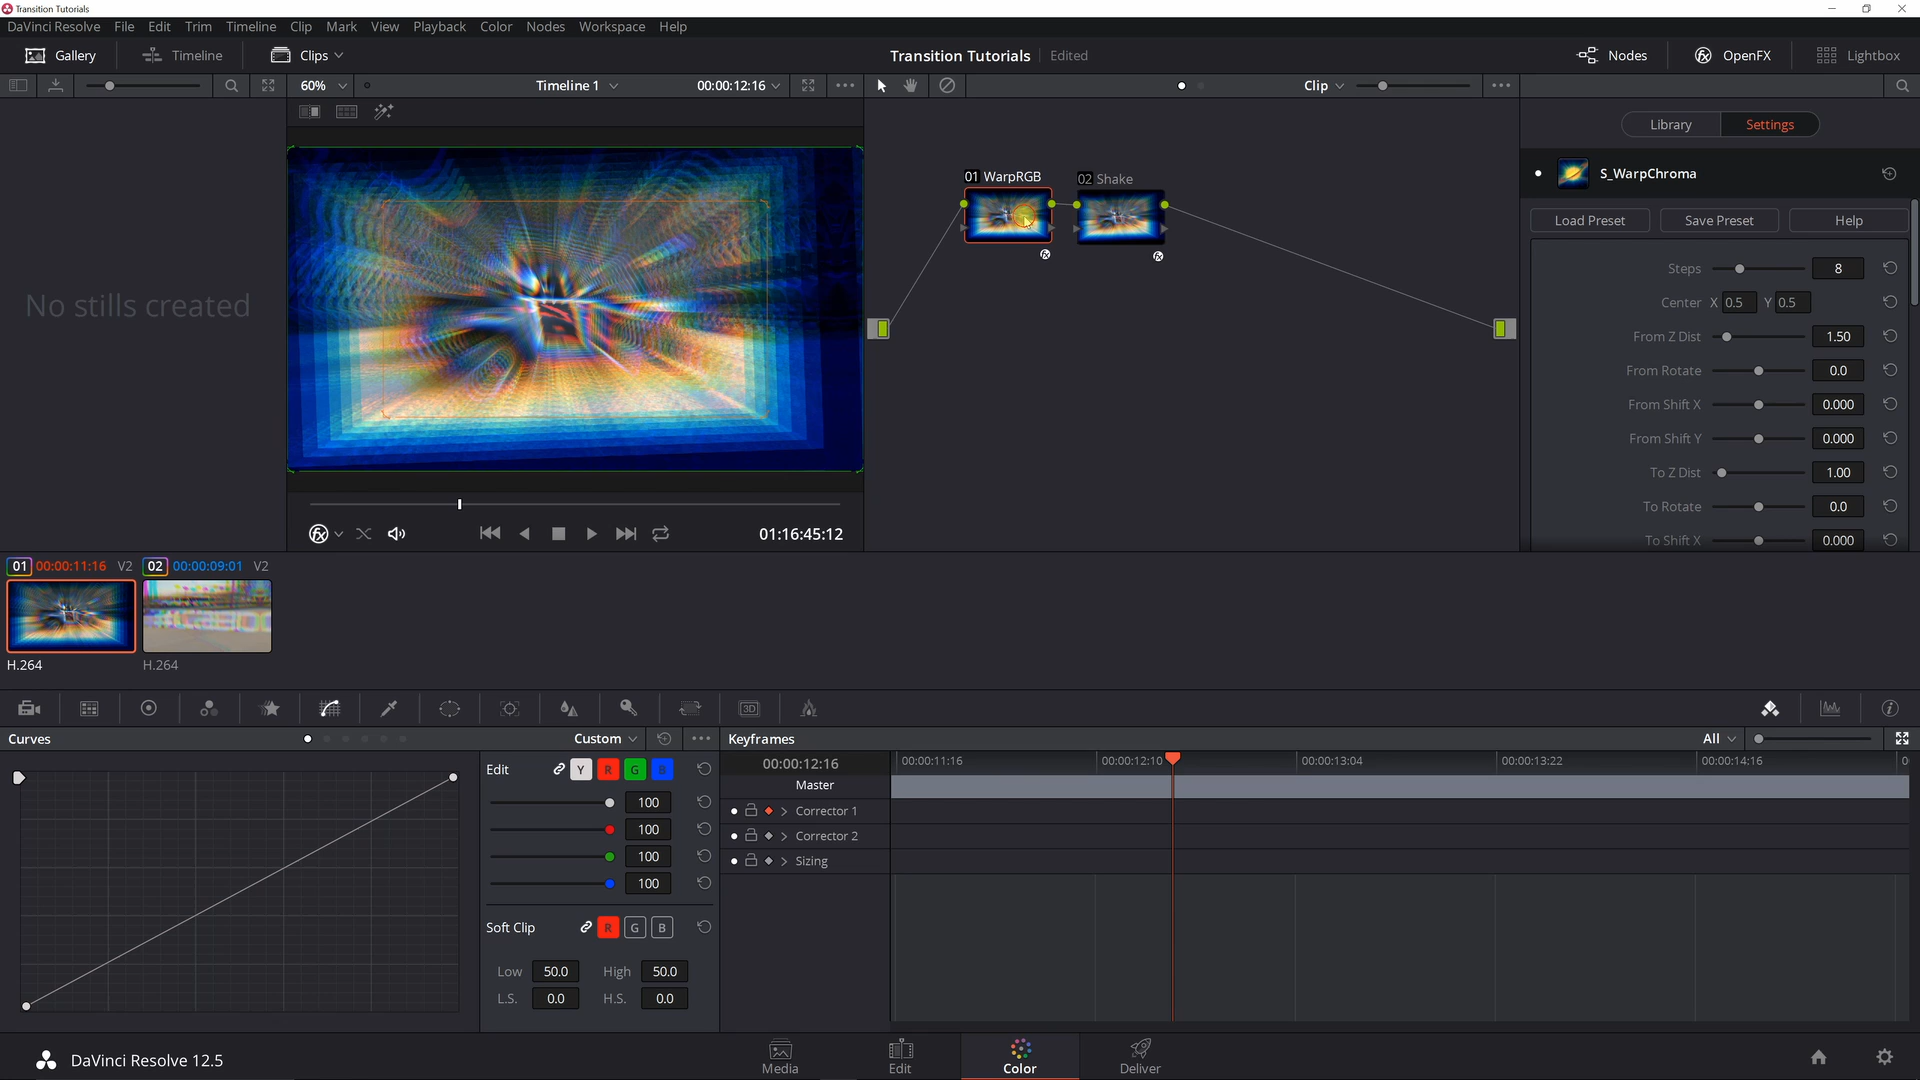 Transition Tutorials
DaVinci Resolve File Edit Trim Timeline Clip Mark View Playback Color Nodes Workspace Help
Gallery Timeline Clips Transition Tutorials Edited Nodes OpenFX Lightbox
60% Timeline 1 00:00:12:16 Clip
Library Settings
01 WarpRGB 02 Shake
S_WarpChroma
Load Preset Save Preset Help
Steps 8
Center X 0.5 Y 0.5
No stills created
From Z Dist 1.50
From Rotate 0.0
From Shift X 0.000
From Shift Y 0.000
To Z Dist 1.00
To Rotate 0.0
To Shift X 0.000
01:16:45:12
01 00:00:11:16 V2 02 00:00:09:01 V2
H.264 H.264
3D
Curves Custom Keyframes All
Edit Y R G B
100
100
100
100
Soft Clip R G B
Low 50.0 High 50.0
L.S. 0.0 H.S. 0.0
00:00:12:16 00:00:11:16 00:00:12:10 00:00:13:04 00:00:13:22 00:00:14:16
Master
Corrector 1
Corrector 2
Sizing
DaVinci Resolve 12.5 Media Edit Color Deliver